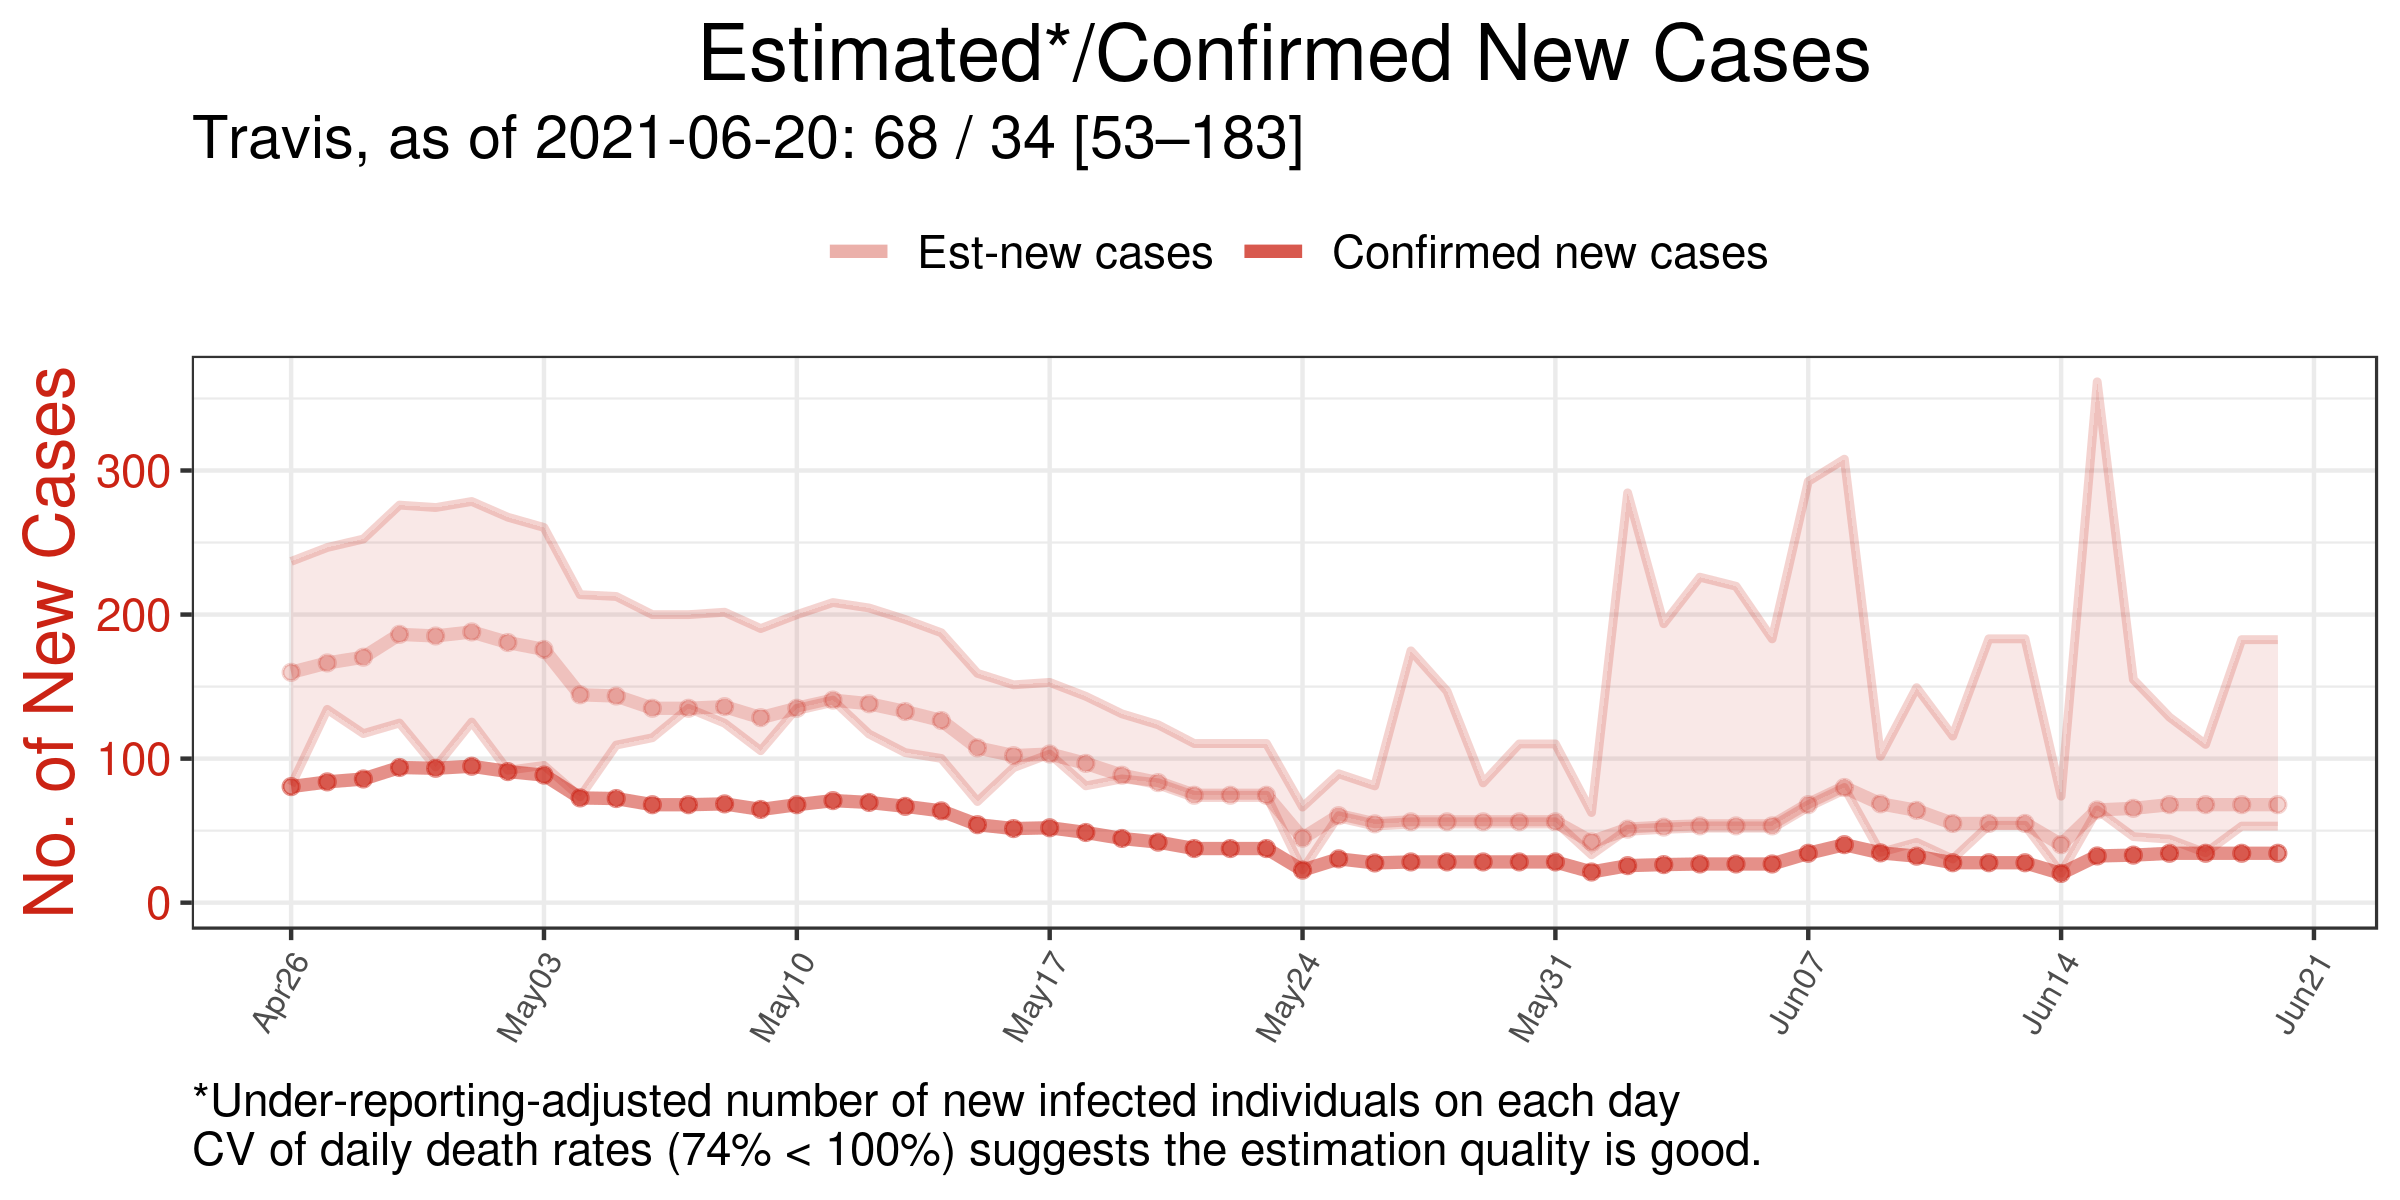 Estimated*/Confirmed New Cases
Travis, as of 2021-06-20: 68 / 34 [53–183]
Est-new cases Confirmed new cases
No. of New Cases
300
200
100
0
Apr26 May03 May10 May17 May24 May31 Jun07 Jun14 Jun21
*Under-reporting-adjusted number of new infected individuals on each day
CV of daily death rates (74% < 100%) suggests the estimation quality is good.